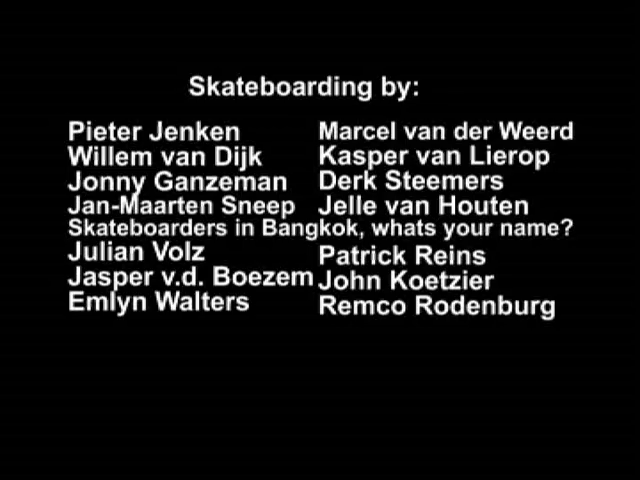 Skateboarding by:
Pieter Jenken Marcel van der Weerd
Willem van Dijk Kasper van Lierop
Jonny Ganzeman Derk Steemers
Jan-Maarten Sneep Jelle van Houten
Skateboarders in Bangkok, whats your name?
Julian Volz Patrick Reins
Jasper v.d. Boezem John Koetzier
Emlyn Walters Remco Rodenburg